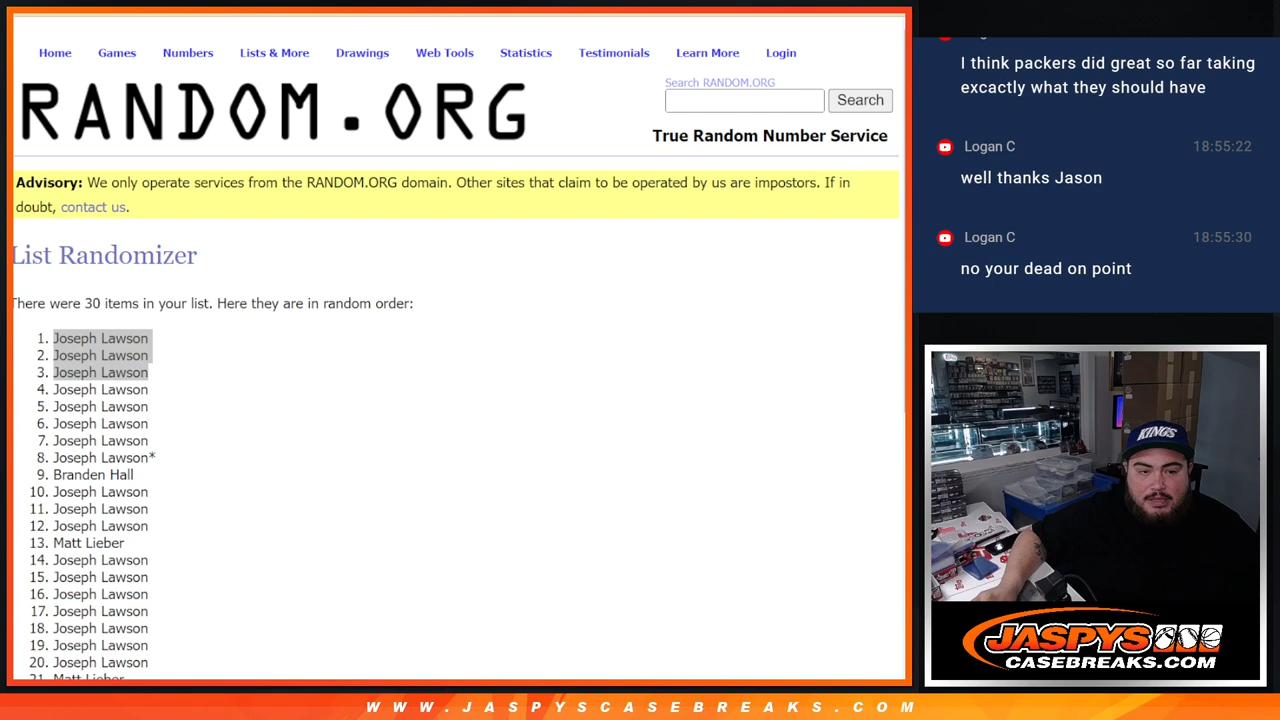 Home Games Numbers Lists & More Drawings Web Tools Statistics Testimonials Learn More Login
RANDOM.ORG
Search RANDOM.ORG
Search
True Random Number Service
Advisory: We only operate services from the RANDOM.ORG domain. Other sites that claim to be operated by us are impostors. If in
doubt, contact us.
List Randomizer
There were 30 items in your list. Here they are in random order:
1. Joseph Lawson
2. Joseph Lawson
3. Joseph Lawson
4. Joseph Lawson
5. Joseph Lawson
6. Joseph Lawson
7. Joseph Lawson
8. Joseph Lawson*
9. Branden Hall
10. Joseph Lawson
11. Joseph Lawson
12. Joseph Lawson
13. Matt Lieber
14. Joseph Lawson
15. Joseph Lawson
16. Joseph Lawson
17. Joseph Lawson
18. Joseph Lawson
19. Joseph Lawson
20. Joseph Lawson
21. Matt Lieber
I think packers did great so far taking
excactly what they should have
Logan C 18:55:22
well thanks Jason
Logan C 18:55:30
no your dead on point
KINGS
JASPYS
CASEBREAKS.COM
WWW.JASPYSCASEBREAKS.COM